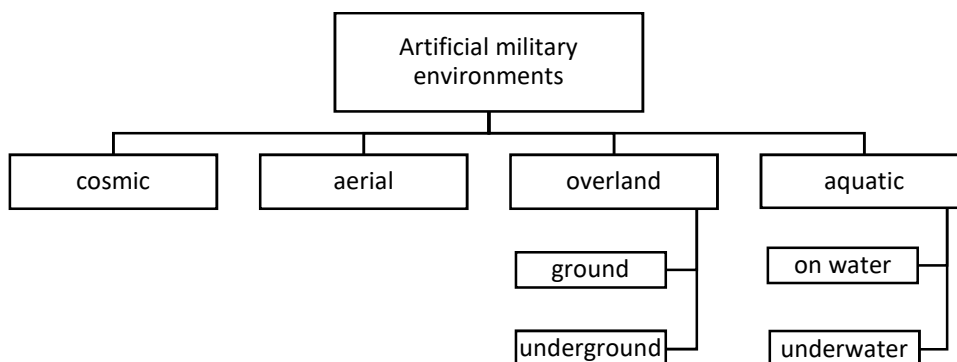 Artificial military
environments
cosmic
aerial
overland
aquatic
ground
on water
underground
underwater